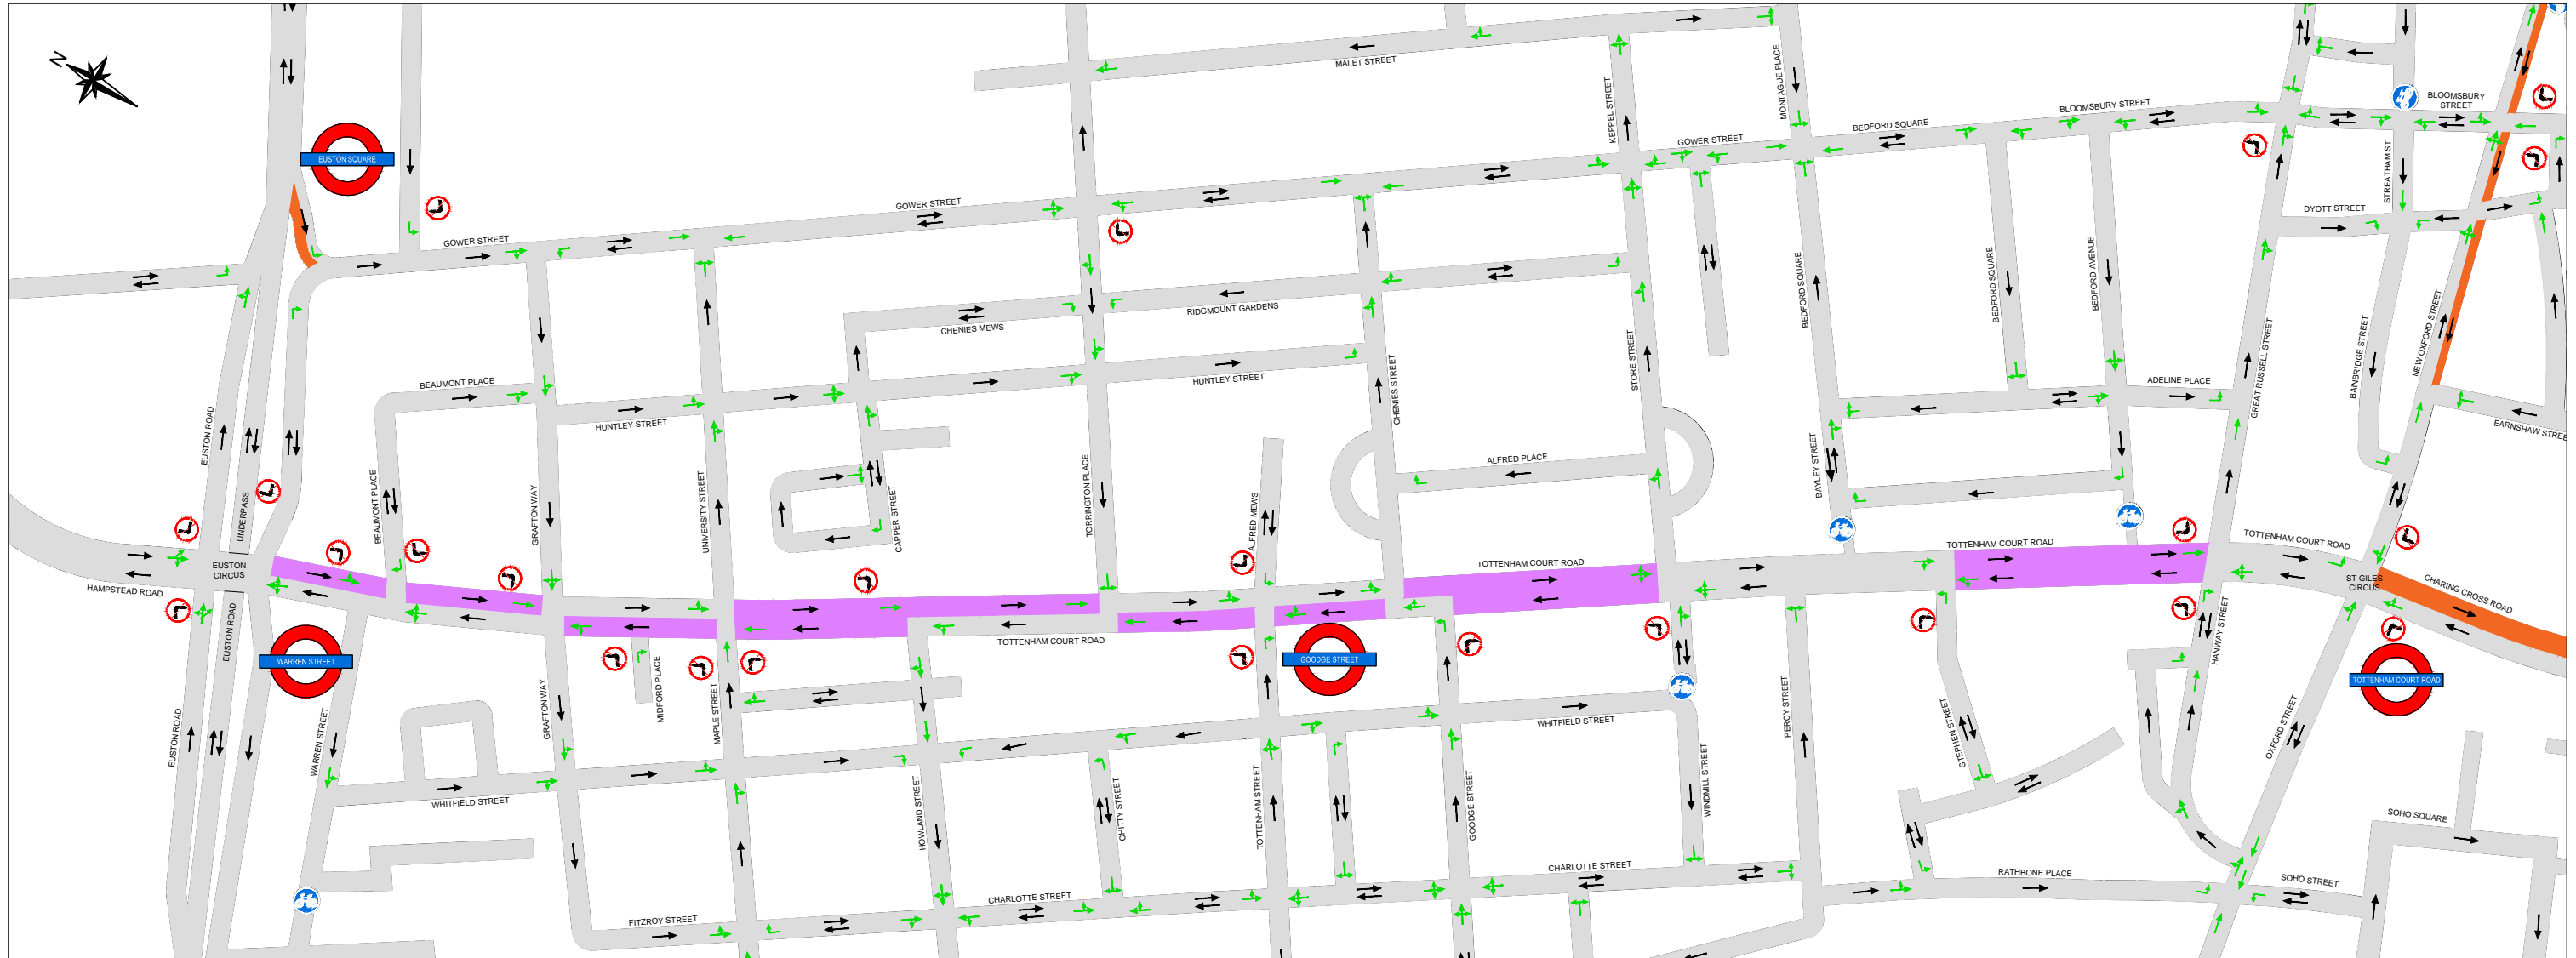 N
MALET STREET
EUSTON SQUARE
KEPPEL STREET
MONTAGUE PLACE
BLOOMSBURY
STREET
BLOOMSBURY STREET
BEDFORD SQUARE
GOWER STREET
GOWER STREET
GOWER STREET
STREATHAM ST
DYOTT STREET
BEDFORD SQUARE
BEDFORD SQUARE
BEDFORD AVENUE
CHENIES MEWS
RIDGMOUNT GARDENS
GREAT RUSSELL STREET
BAINBRIDGE STREET
NEW OXFORD STREET
BEAUMONT PLACE
HUNTLEY STREET
HUNTLEY STREET
STORE STREET
CHENIES STREET
ADELINE PLACE
EARNSHAW STREE
EUSTON ROAD
UNDERPASS
BEAUMONT PLACE
GRAFTON WAY
UNIVERSITY STREET
CAPPER STREET
TORRINGTON PLACE
ALFRED MEWS
ALFRED PLACE
BAYLEY STREET
TOTTENHAM COURT ROAD
TOTTENHAM COURT ROAD
TOTTENHAM COURT ROAD
EUSTON
CIRCUS
HAMPSTEAD ROAD
ST GILES
CIRCUS
CHARING CROSS ROAD
EUSTON ROAD
WARREN STREET
TOTTENHAM COURT ROAD
GOODGE STREET
TOTTENHAM COURT ROAD
HANWAY STREET
MIDFORD PLACE
MAPLE STREET
GRAFTON WAY
WARREN STREET
EUSTON ROAD
WHITFIELD STREET
WHITFIELD STREET
PERCY STREET
STEPHEN STREET
OXFORD STREET
HOWLAND STREET
CHITTY STREET
TOTTENHAM STREET
GOODGE STREET
WINDMILL STREET
SOHO SQUARE
CHARLOTTE STREET
CHARLOTTE STREET
RATHBONE PLACE
SOHO STREET
FITZROY STREET